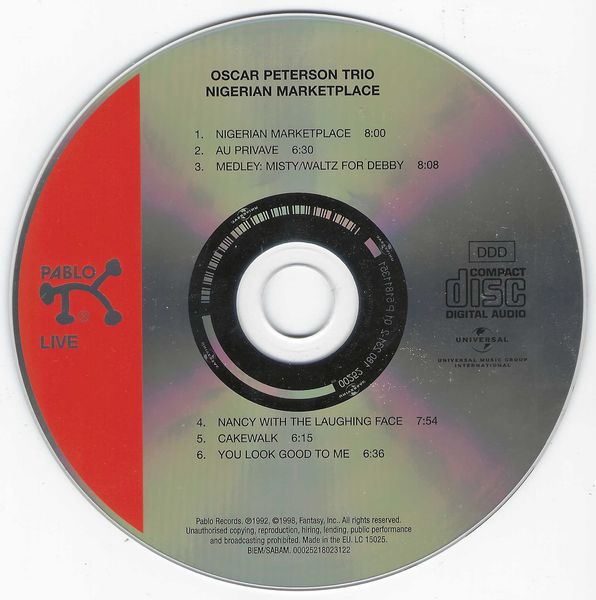 OSCAR PETERSON TRIO
NIGERIAN MARKETPLACE
1. NIGERIAN MARKETPLACE 8:00
2. AU PRIVAVE 6:30
3. MEDLEY: MISTY/WALTZ FOR DEBBY 8:08
PABLO
®
LIVE
DDD
COMPACT
disc
DIGITAL AUDIO
UNIVERSAL
UNIVERSAL MUSIC GROUP
INTERNATIONAL
4. NANCY WITH THE LAUGHING FACE 7:54
5. CAKEWALK 6:15
6. YOU LOOK GOOD TO ME 6:36
Pablo Records. ℗1992, ©1998, Fantasy, Inc.. All rights reserved.
Unauthorised copying, reproduction, hiring, lending, public performance
and broadcasting prohibited. Made in the EU. LC 15025.
BIEM/SABAM. 00025218023122